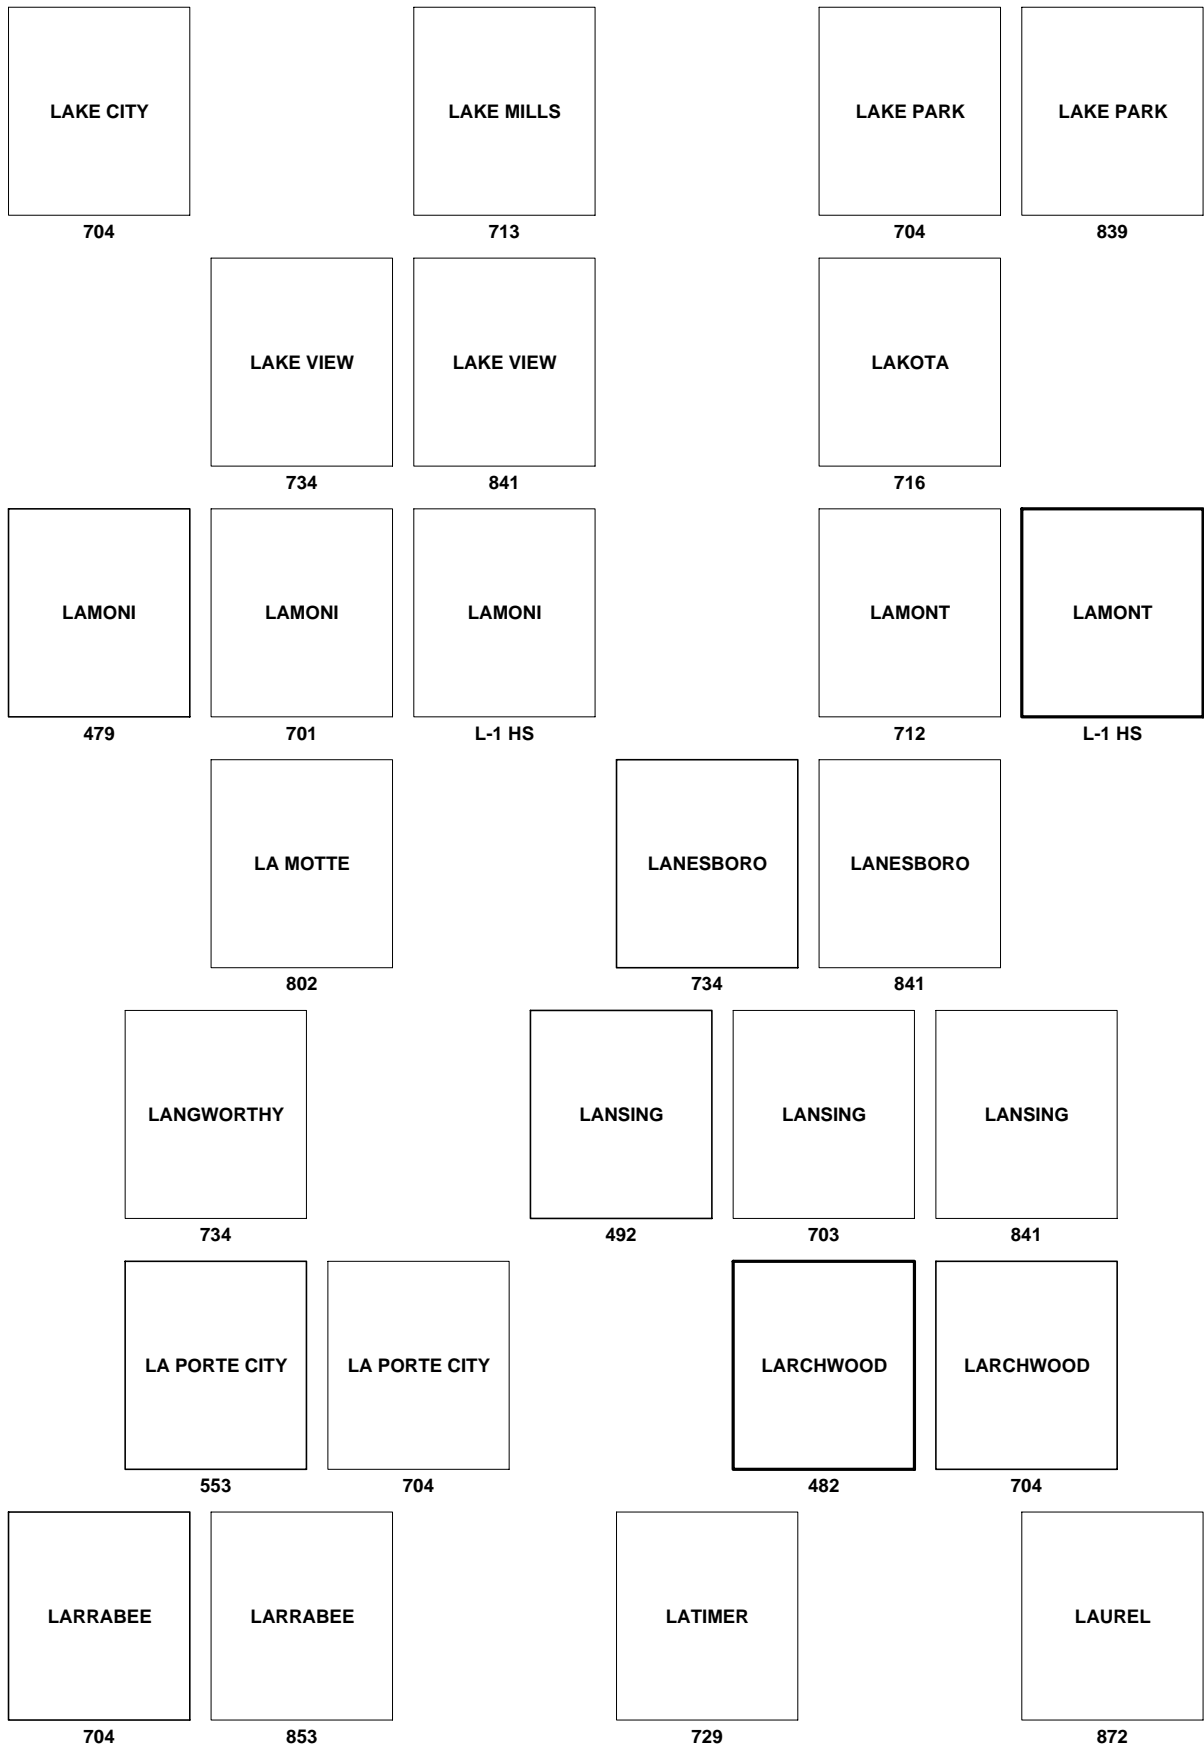 LAKE CITY LAKE MILLS LAKE PARK LAKE PARK
704 713 704 839
LAKE VIEW LAKE VIEW LAKOTA
734 841 716
LAMONI LAMONI LAMONI LAMONT LAMONT
479 701 L-1 HS 712 L-1 HS
LA MOTTE LANESBORO LANESBORO
802 734 841
LANGWORTHY LANSING LANSING LANSING
734 492 703 841
LA PORTE CITY LA PORTE CITY LARCHWOOD LARCHWOOD
553 704 482 704
LARRABEE LARRABEE LATIMER LAUREL
704 853 729 872